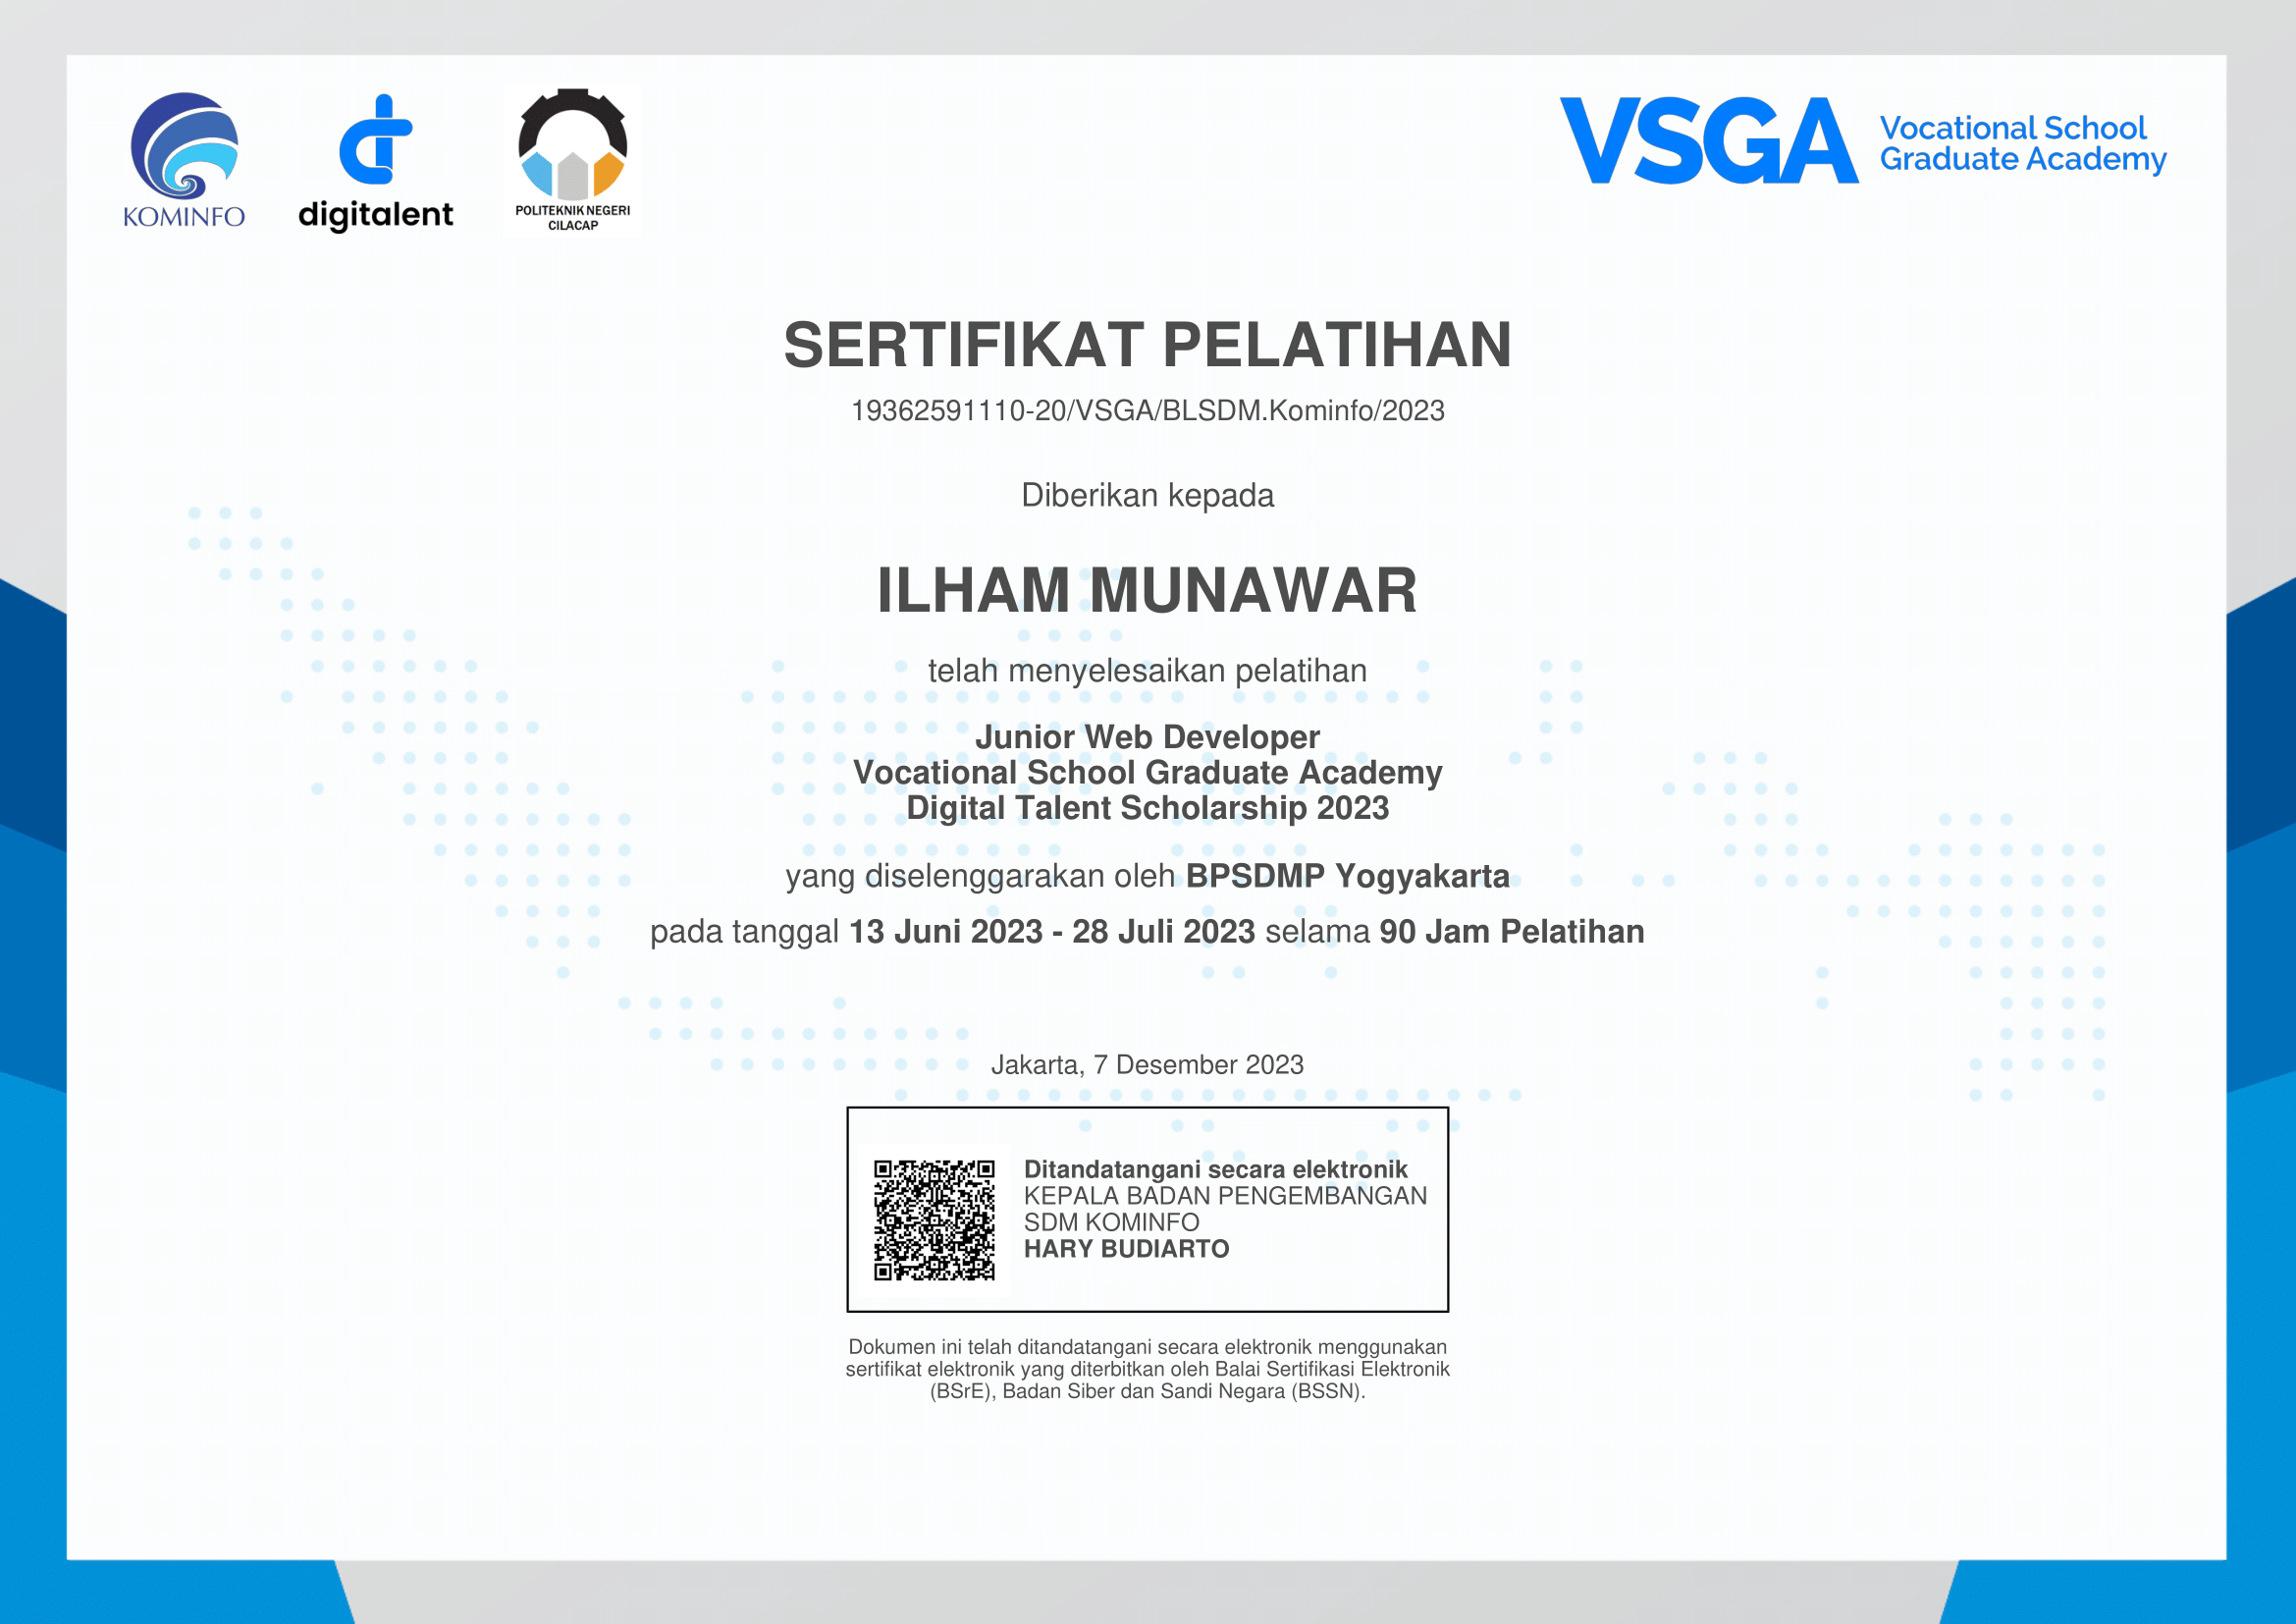 KOMINFO
digitalent
POLITEKNIK NEGERI
CILACAP
VSGA
Vocational School
Graduate Academy
SERTIFIKAT PELATIHAN
19362591110-20/VSGA/BLSDM.Kominfo/2023
Diberikan kepada
ILHAM MUNAWAR
telah menyelesaikan pelatihan
Junior Web Developer
Vocational School Graduate Academy
Digital Talent Scholarship 2023
yang diselenggarakan oleh BPSDMP Yogyakarta
pada tanggal 13 Juni 2023 - 28 Juli 2023 selama 90 Jam Pelatihan
Jakarta, 7 Desember 2023
Ditandatangani secara elektronik
KEPALA BADAN PENGEMBANGAN
SDM KOMINFO
HARY BUDIARTO
Dokumen ini telah ditandatangani secara elektronik menggunakan
sertifikat elektronik yang diterbitkan oleh Balai Sertifikasi Elektronik
(BSrE), Badan Siber dan Sandi Negara (BSSN).